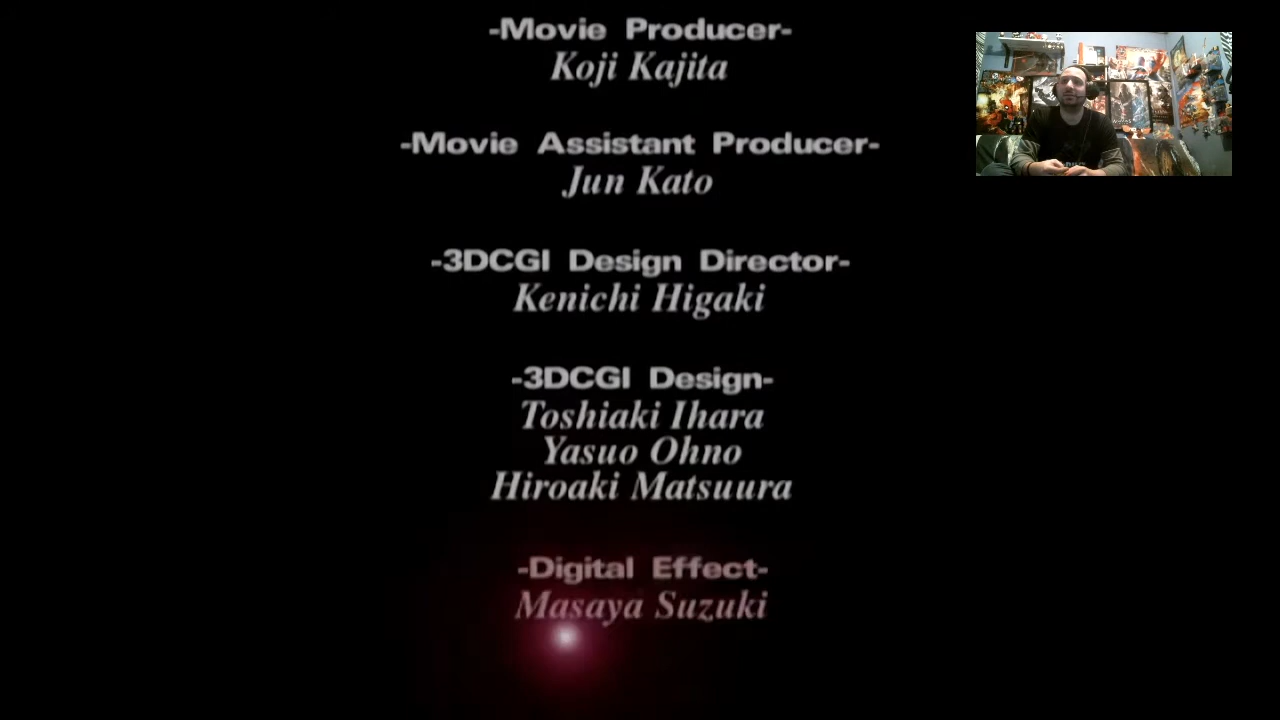 -Movie Producer-
Koji Kajita
-Movie Assistant Producer-
Jun Kato
-3DCGI Design Director-
Kenichi Higaki
-3DCGI Design-
Toshiaki Ihara
Yasuo Ohno
Hiroaki Matsuura
-Digital Effect-
Masaya Suzuki